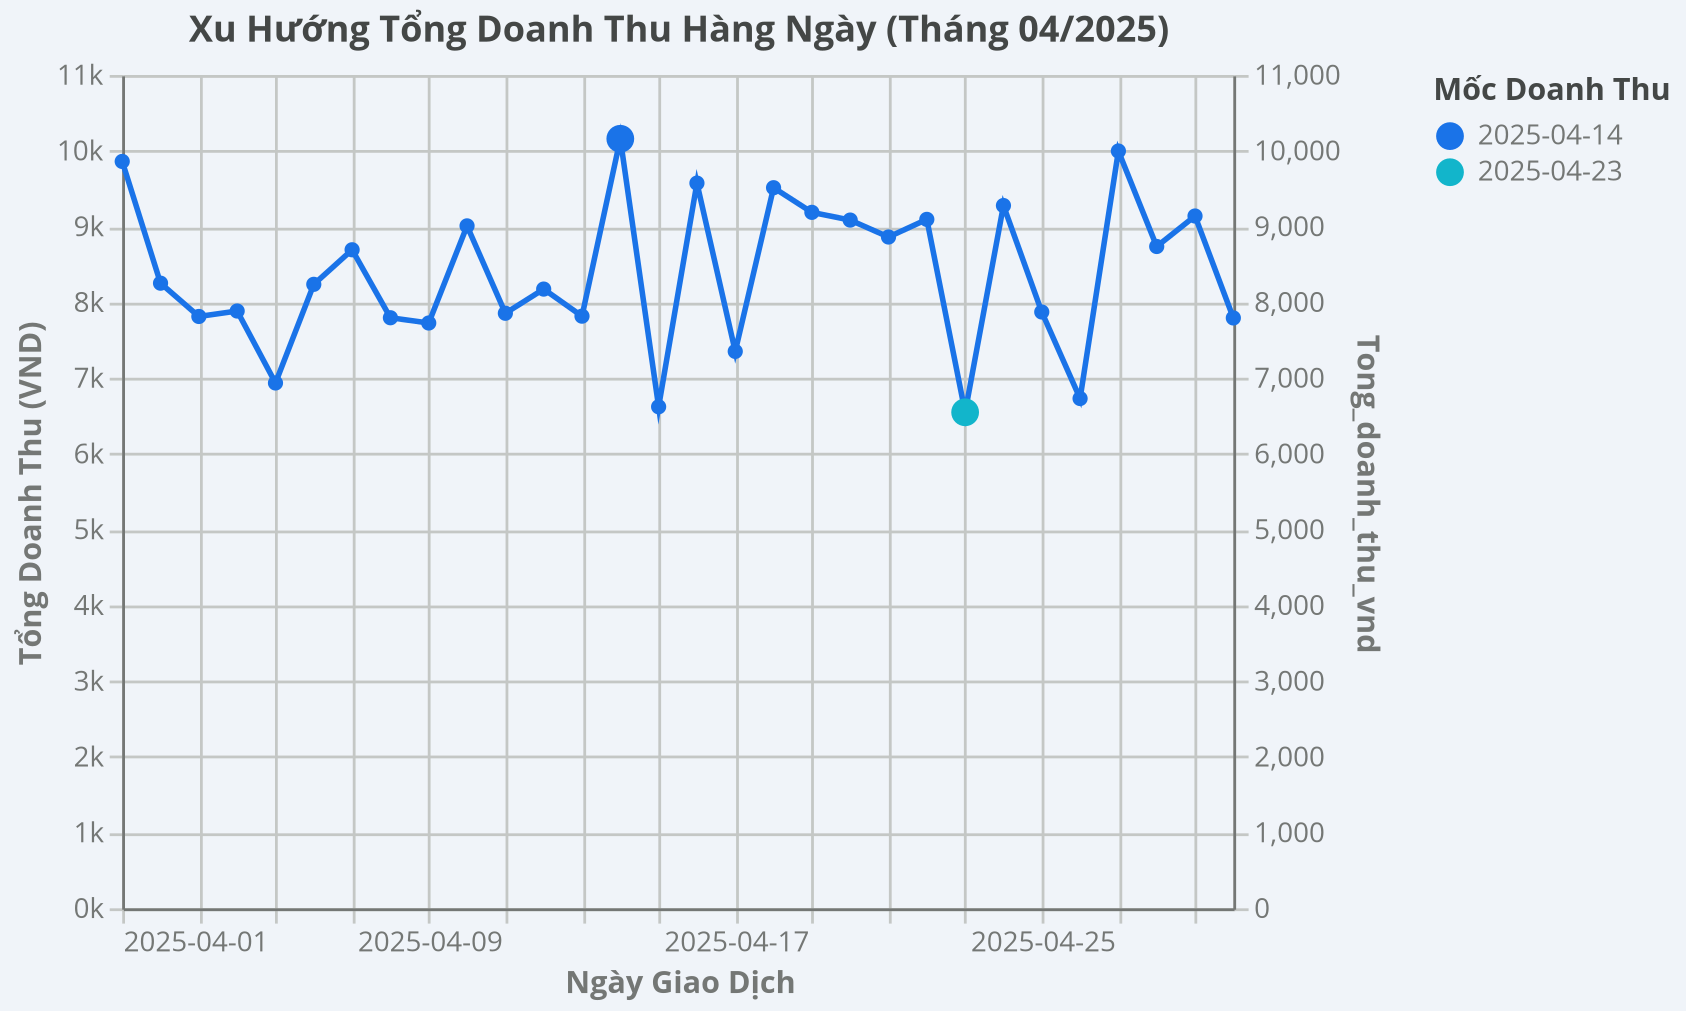 Xu Hướng Tổng Doanh Thu Hàng Ngày (Tháng 04/2025)
Tổng Doanh Thu (VND)
11k
10k
9k
8k
7k
6k
5k
4k
3k
2k
1k
0k
11,000
10,000
9,000
8,000
7,000
6,000
5,000
4,000
3,000
2,000
1,000
0
Tong_doanh_thu_vnd
2025-04-01
2025-04-09
2025-04-17
2025-04-25
Ngày Giao Dịch
Mốc Doanh Thu
2025-04-14
2025-04-23